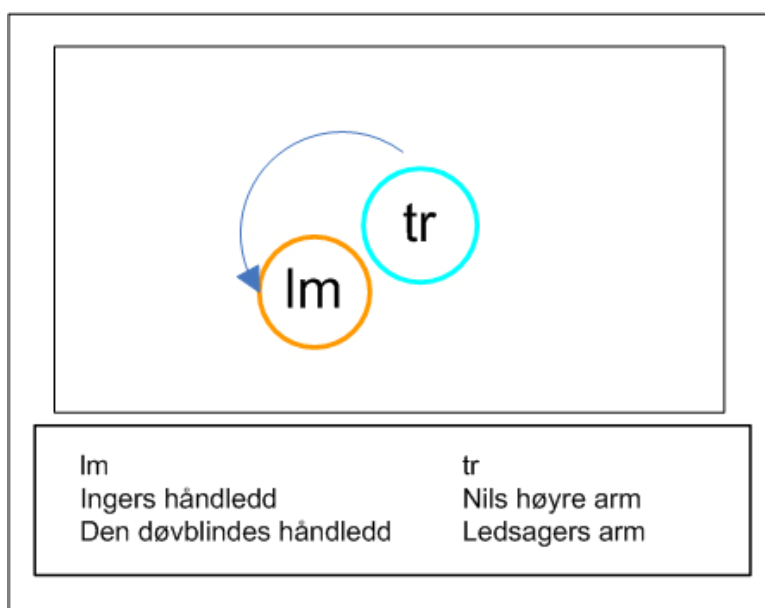 tr
lm
lm
Ingers håndledd
Den døvblindes håndledd
tr
Nils høyre arm
Ledsagers arm